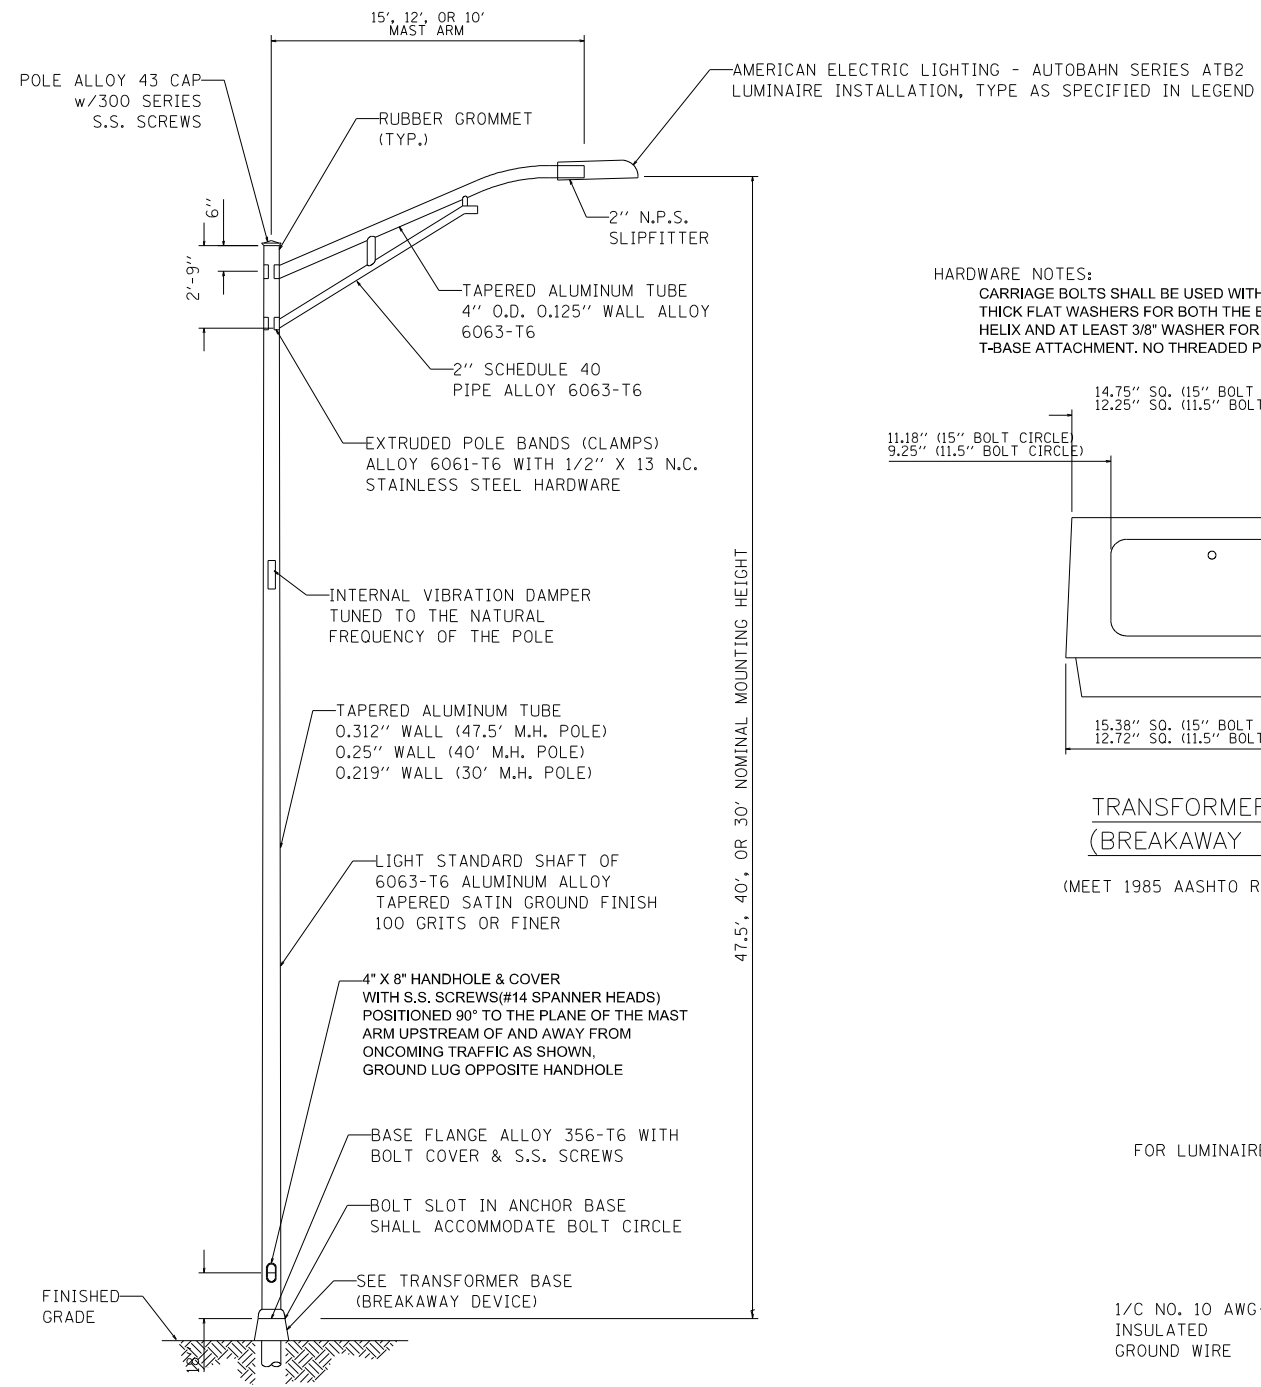 15', 12', OR 10'
MAST ARM
POLE ALLOY 43 CAP
w/300 SERIES
S.S. SCREWS
RUBBER GROMMET
(TYP.)
AMERICAN ELECTRIC LIGHTING - AUTOBAHN SERIES ATB2
LUMINAIRE INSTALLATION, TYPE AS SPECIFIED IN LEGEND
6''
2'-9''
2'' N.P.S.
SLIPFITTER
TAPERED ALUMINUM TUBE
4'' O.D. 0.125'' WALL ALLOY
6063-T6
2'' SCHEDULE 40
PIPE ALLOY 6063-T6
EXTRUDED POLE BANDS (CLAMPS)
ALLOY 6061-T6 WITH 1/2'' X 13 N.C.
STAINLESS STEEL HARDWARE
INTERNAL VIBRATION DAMPER
TUNED TO THE NATURAL
FREQUENCY OF THE POLE
TAPERED ALUMINUM TUBE
0.312'' WALL (47.5' M.H. POLE)
0.25'' WALL (40' M.H. POLE)
0.219'' WALL (30' M.H. POLE)
LIGHT STANDARD SHAFT OF
6063-T6 ALUMINUM ALLOY
TAPERED SATIN GROUND FINISH
100 GRITS OR FINER
4" X 8" HANDHOLE & COVER
WITH S.S. SCREWS(#14 SPANNER HEADS)
POSITIONED 90° TO THE PLANE OF THE MAST
ARM UPSTREAM OF AND AWAY FROM
ONCOMING TRAFFIC AS SHOWN,
GROUND LUG OPPOSITE HANDHOLE
BASE FLANGE ALLOY 356-T6 WITH
BOLT COVER & S.S. SCREWS
BOLT SLOT IN ANCHOR BASE
SHALL ACCOMMODATE BOLT CIRCLE
SEE TRANSFORMER BASE
(BREAKAWAY DEVICE)
FINISHED
GRADE
18''
47.5', 40', OR 30' NOMINAL MOUNTING HEIGHT
HARDWARE NOTES:
CARRIAGE BOLTS SHALL BE USED WITH
THICK FLAT WASHERS FOR BOTH THE
HELIX AND AT LEAST 3/8" WASHER FOR
T-BASE ATTACHMENT. NO THREADED
14.75'' SQ. (15'' BOLT
12.25'' SQ. (11.5'' BOLT
11.18'' (15'' BOLT CIRCLE)
9.25'' (11.5'' BOLT CIRCLE)
15.38'' SQ. (15'' BOLT
12.72'' SQ. (11.5'' BOLT
TRANSFORMER
(BREAKAWAY
(MEET 1985 AASHTO
FOR LUMINAIRE
1/C NO. 10 AWG
INSULATED
GROUND WIRE